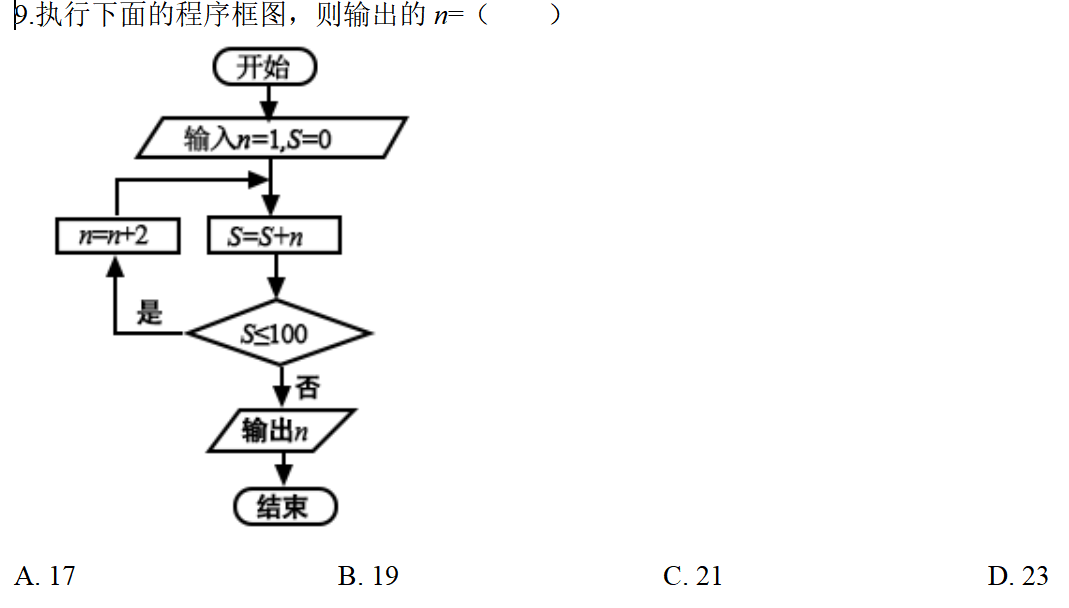 9.执行下面的程序框图，则输出的 n=（　　）
开始
输入n=1,S=0
n=n+2
S=S+n
是
S≤100
否
输出n
结束
A. 17 B. 19 C. 21 D. 23